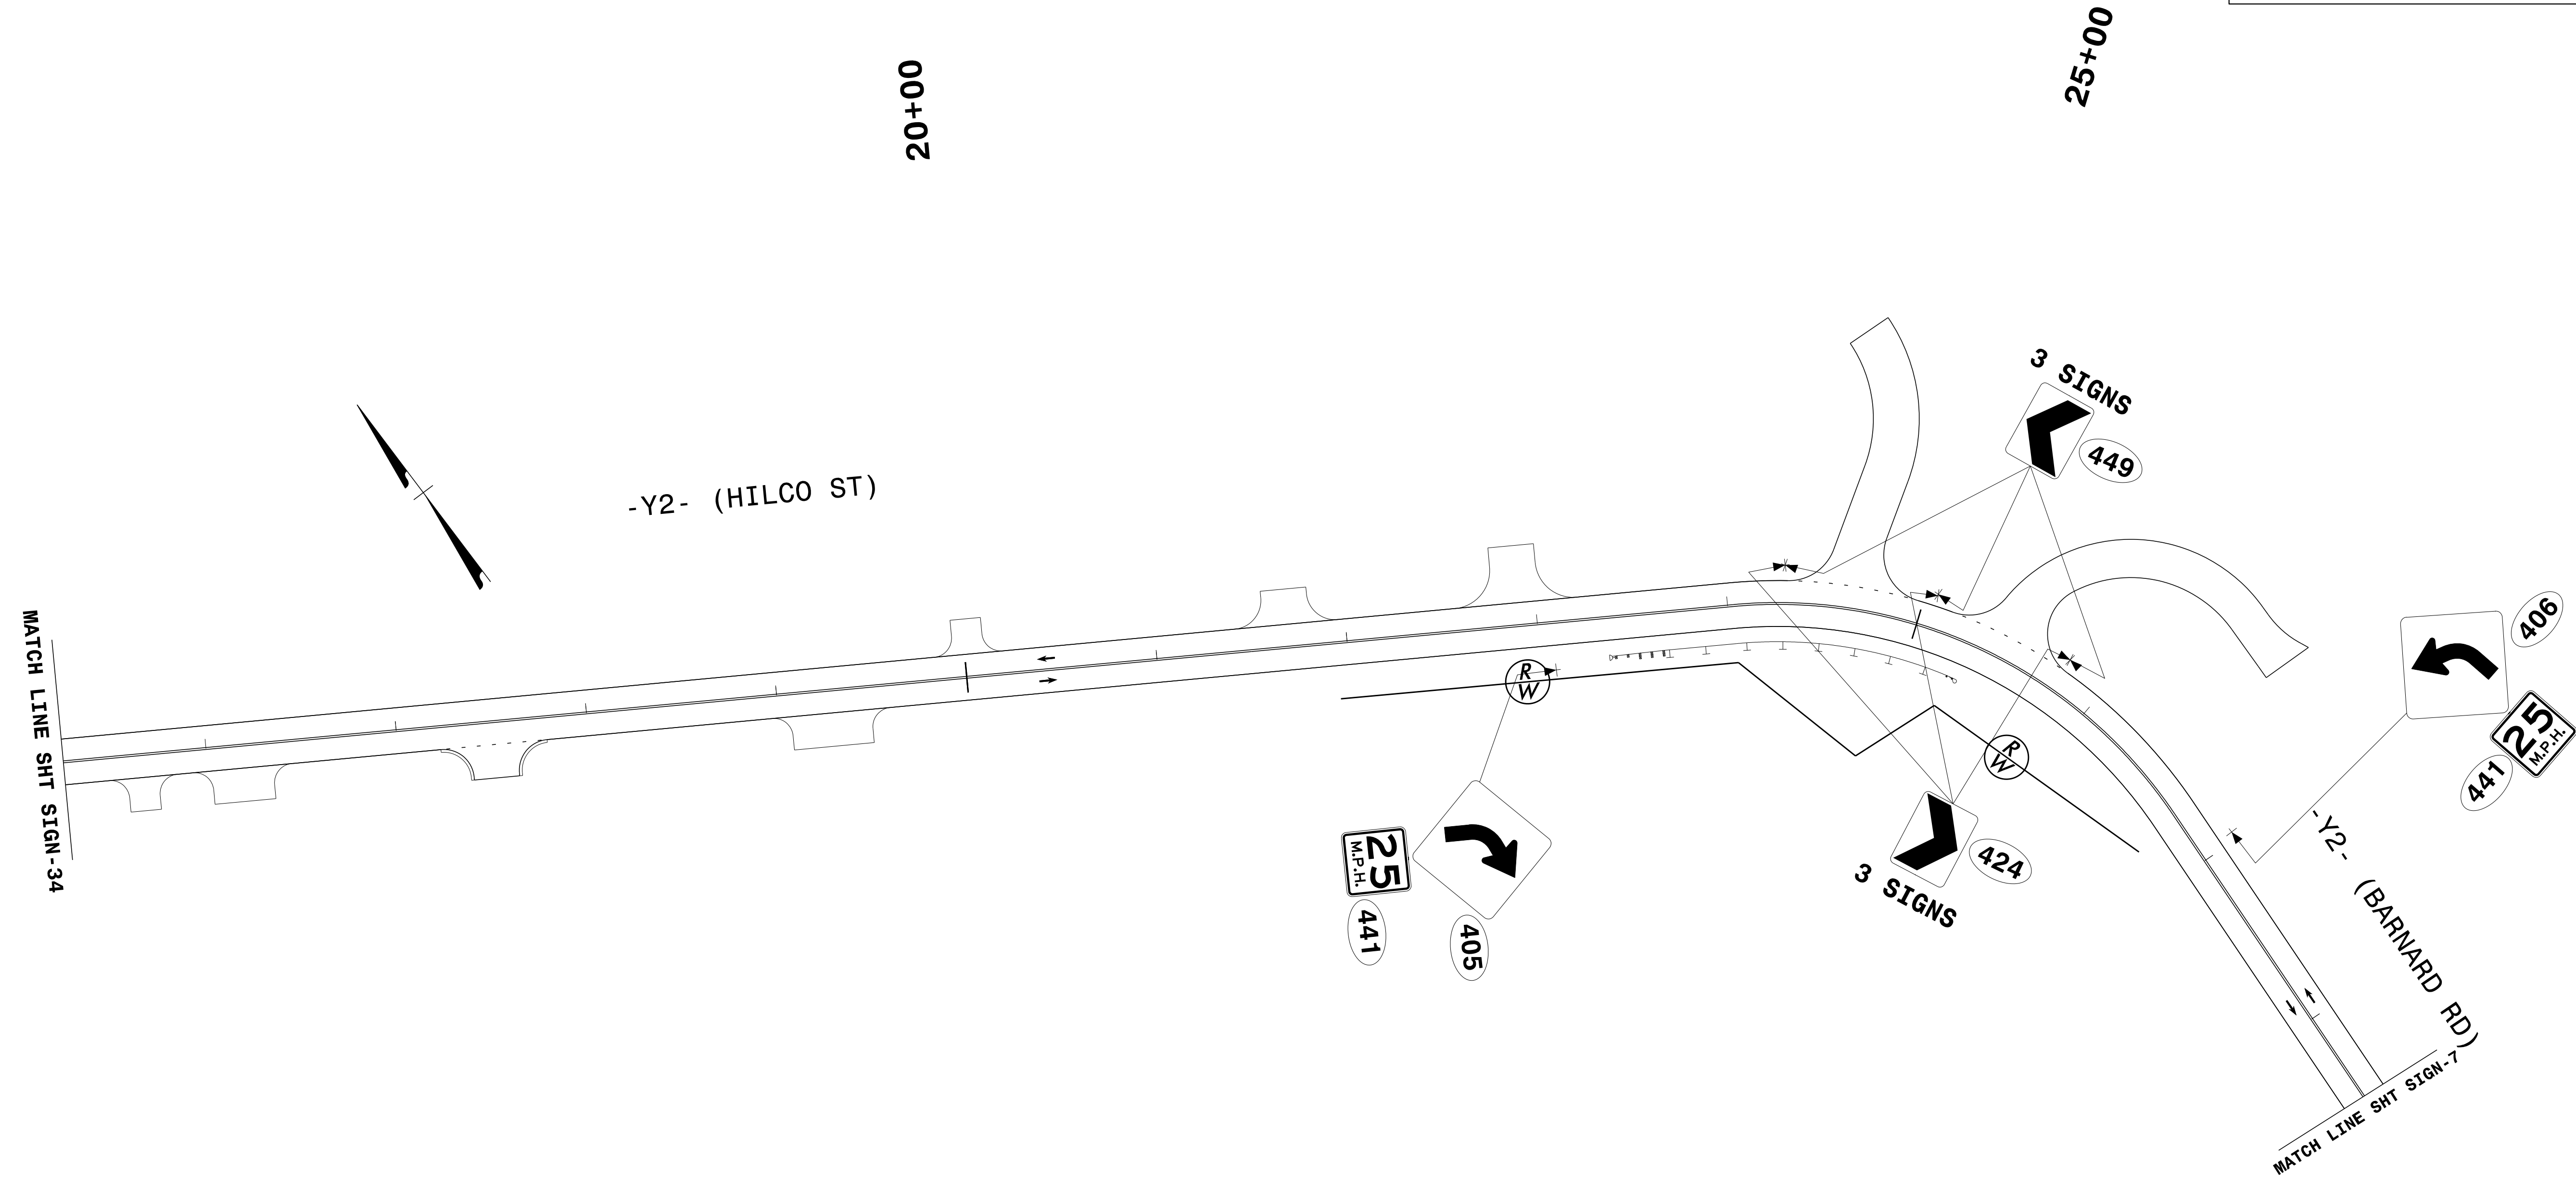 20+00
25+00
-Y2- (HILCO ST)
3 SIGNS
449
406
25
M.P.H.
441
MATCH LINE SHT SIGN-34
R
W
R
W
25
M.P.H.
441
405
424
3 SIGNS
-Y2- (BARNARD RD)
MATCH LINE SHT SIGN-7